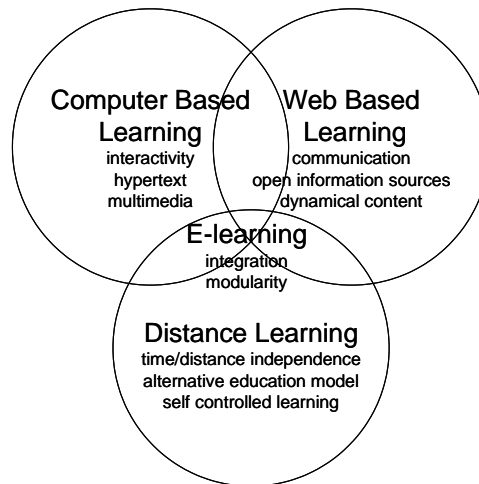 Computer Based
Learning
interactivity
hypertext
multimedia
Web Based
Learning
communication
open information sources
dynamical content
E-learning
integration
modularity
Distance Learning
time/distance independence
alternative education model
self controlled learning